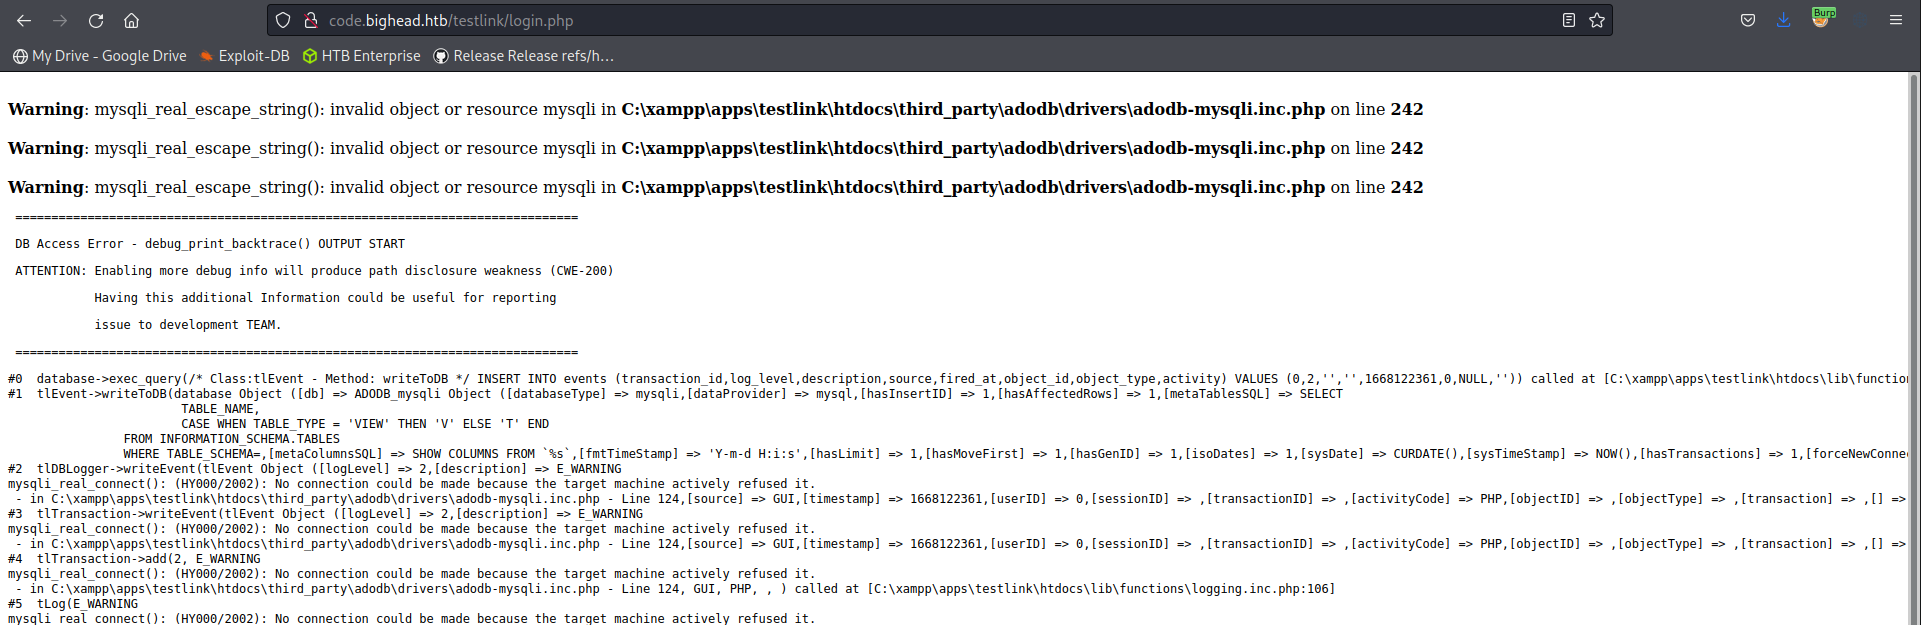 code.bighead.htb/testlink/login.php
Burp
My Drive - Google Drive Exploit-DB HTB Enterprise Release Release refs/h...
Warning: mysqli_real_escape_string(): invalid object or resource mysqli in C:\xampp\apps\testlink\htdocs\third_party\adodb\drivers\adodb-mysqli.inc.php on line 242
Warning: mysqli_real_escape_string(): invalid object or resource mysqli in C:\xampp\apps\testlink\htdocs\third_party\adodb\drivers\adodb-mysqli.inc.php on line 242
Warning: mysqli_real_escape_string(): invalid object or resource mysqli in C:\xampp\apps\testlink\htdocs\third_party\adodb\drivers\adodb-mysqli.inc.php on line 242
==============================================================================
DB Access Error - debug_print_backtrace() OUTPUT START
ATTENTION: Enabling more debug info will produce path disclosure weakness (CWE-200)
Having this additional Information could be useful for reporting
issue to development TEAM.
==============================================================================
#0  database->exec_query(/* Class:tlEvent - Method: writeToDB */ INSERT INTO events (transaction_id,log_level,description,source,fired_at,object_id,object_type,activity) VALUES (0,2,'','',1668122361,0,NULL,'')) called at [C:\xampp\apps\testlink\htdocs\lib\function
#1  tlEvent->writeToDB(database Object ([db] => ADODB_mysqli Object ([databaseType] => mysqli,[dataProvider] => mysql,[hasInsertID] => 1,[hasAffectedRows] => 1,[metaTablesSQL] => SELECT
TABLE_NAME,
CASE WHEN TABLE_TYPE = 'VIEW' THEN 'V' ELSE 'T' END
FROM INFORMATION_SCHEMA.TABLES
WHERE TABLE_SCHEMA=,[metaColumnsSQL] => SHOW COLUMNS FROM `%s`,[fmtTimeStamp] => 'Y-m-d H:i:s',[hasLimit] => 1,[hasMoveFirst] => 1,[hasGenID] => 1,[isoDates] => 1,[sysDate] => CURDATE(),[sysTimeStamp] => NOW(),[hasTransactions] => 1,[forceNewConne
#2  tlDBLogger->writeEvent(tlEvent Object ([logLevel] => 2,[description] => E_WARNING
mysqli_real_connect(): (HY000/2002): No connection could be made because the target machine actively refused it.
- in C:\xampp\apps\testlink\htdocs\third_party\adodb\drivers\adodb-mysqli.inc.php - Line 124,[source] => GUI,[timestamp] => 1668122361,[userID] => 0,[sessionID] => ,[transactionID] => ,[activityCode] => PHP,[objectID] => ,[objectType] => ,[transaction] => ,[] =>
#3  tlTransaction->writeEvent(tlEvent Object ([logLevel] => 2,[description] => E_WARNING
mysqli_real_connect(): (HY000/2002): No connection could be made because the target machine actively refused it.
- in C:\xampp\apps\testlink\htdocs\third_party\adodb\drivers\adodb-mysqli.inc.php - Line 124,[source] => GUI,[timestamp] => 1668122361,[userID] => 0,[sessionID] => ,[transactionID] => ,[activityCode] => PHP,[objectID] => ,[objectType] => ,[transaction] => ,[] =>
#4  tlTransaction->add(2, E_WARNING
mysqli_real_connect(): (HY000/2002): No connection could be made because the target machine actively refused it.
- in C:\xampp\apps\testlink\htdocs\third_party\adodb\drivers\adodb-mysqli.inc.php - Line 124, GUI, PHP, , ) called at [C:\xampp\apps\testlink\htdocs\lib\functions\logging.inc.php:106]
#5  tLog(E_WARNING
mysqli_real_connect(): (HY000/2002): No connection could be made because the target machine actively refused it.